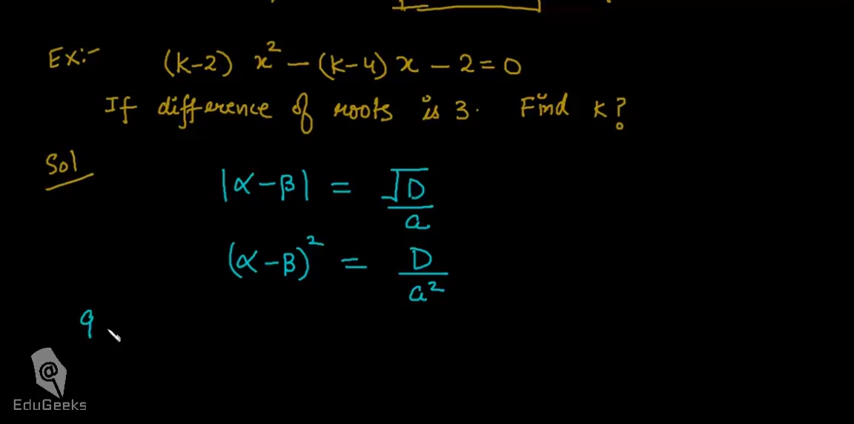 Ex:- (k-2) x² - (k-4) x - 2 = 0
If difference of roots is 3. Find k?
Sol
|α-β| = √D/a
(α-β)² = D/a²
9
@
EduGeeks